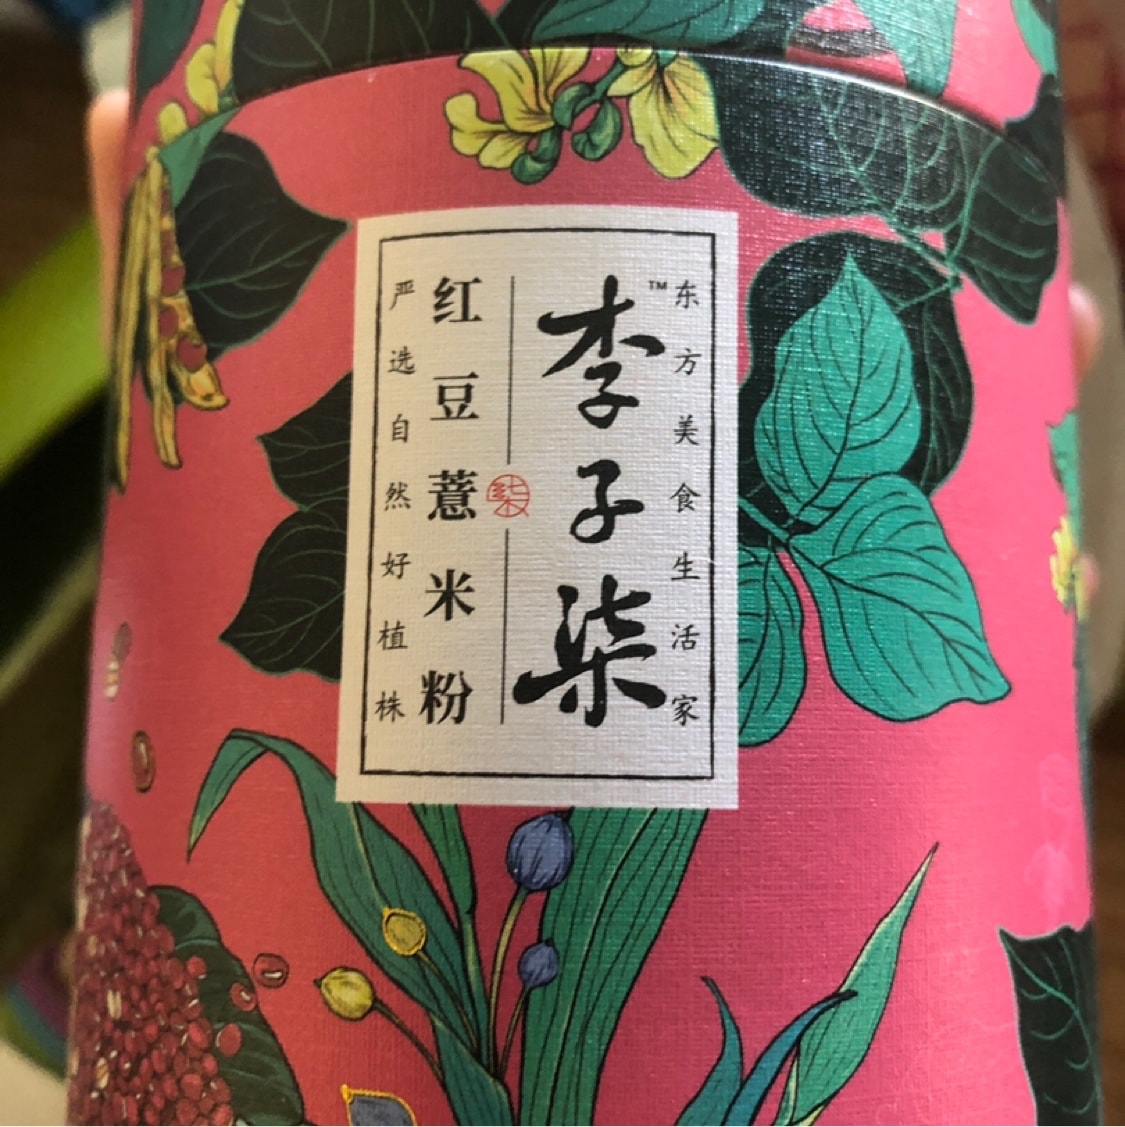 东方美食生活家
李子柒™
柒
红豆薏米粉
严选自然好植株